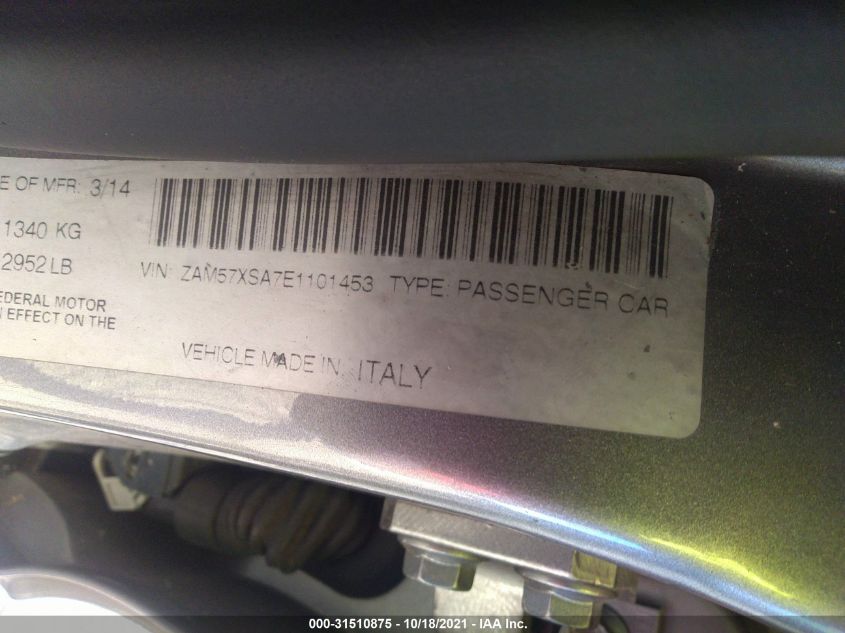 E OF MFR: 3/14
1340 KG
2952 LB
VIN: ZAM57XSA7E1101453 TYPE: PASSENGER CAR
FEDERAL MOTOR
N EFFECT ON THE
VEHICLE MADE IN: ITALY
000-31510875 - 10/18/2021 - IAA Inc.